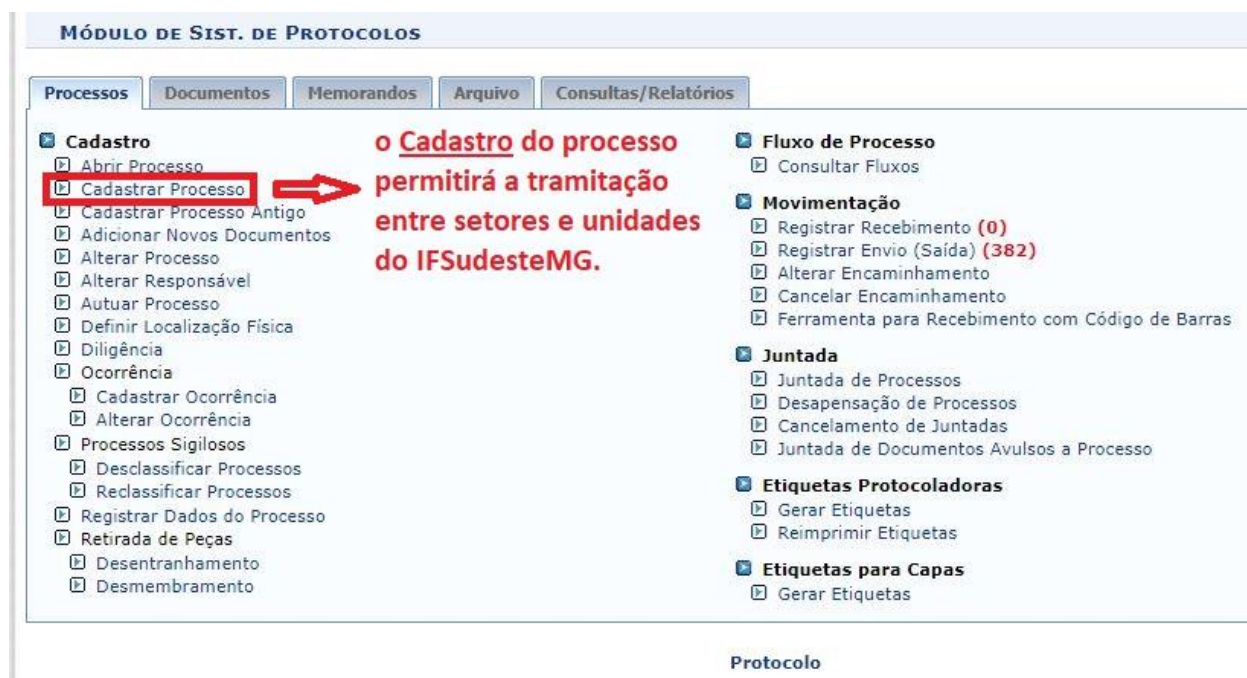 MÓDULO DE SIST. DE PROTOCOLOS
Processos
Documentos
Memorandos
Arquivo
Consultas/Relatórios
Cadastro
Abrir Processo
Cadastrar Processo
Cadastrar Processo Antigo
Adicionar Novos Documentos
Alterar Processo
Alterar Responsável
Autuar Processo
Definir Localização Física
Diligência
Ocorrência
Cadastrar Ocorrência
Alterar Ocorrência
Processos Sigilosos
Desclassificar Processos
Reclassificar Processos
Registrar Dados do Processo
Retirada de Peças
Desentranhamento
Desmembramento
o Cadastro do processo
permitirá a tramitação
entre setores e unidades
do IFSudesteMG.
Fluxo de Processo
Consultar Fluxos
Movimentação
Registrar Recebimento (0)
Registrar Envio (Saída) (382)
Alterar Encaminhamento
Cancelar Encaminhamento
Ferramenta para Recebimento com Código de Barras
Juntada
Juntada de Processos
Desapensação de Processos
Cancelamento de Juntadas
Juntada de Documentos Avulsos a Processo
Etiquetas Protocoladoras
Gerar Etiquetas
Reimprimir Etiquetas
Etiquetas para Capas
Gerar Etiquetas
Protocolo